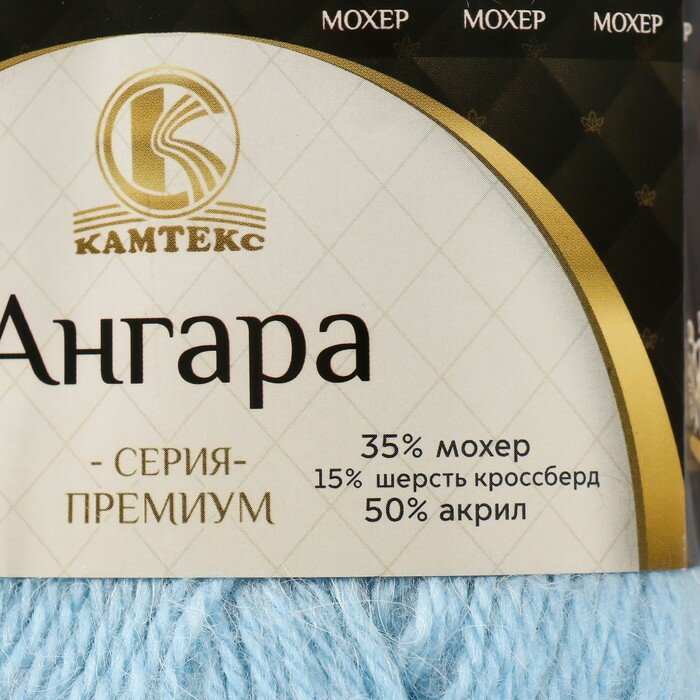 МОХЕР МОХЕР МОХЕР Р
КАМТЕКС
Ангара
- СЕРИЯ-
ПРЕМИУМ
35% мохер
15% шерсть кроссберд
50% акрил